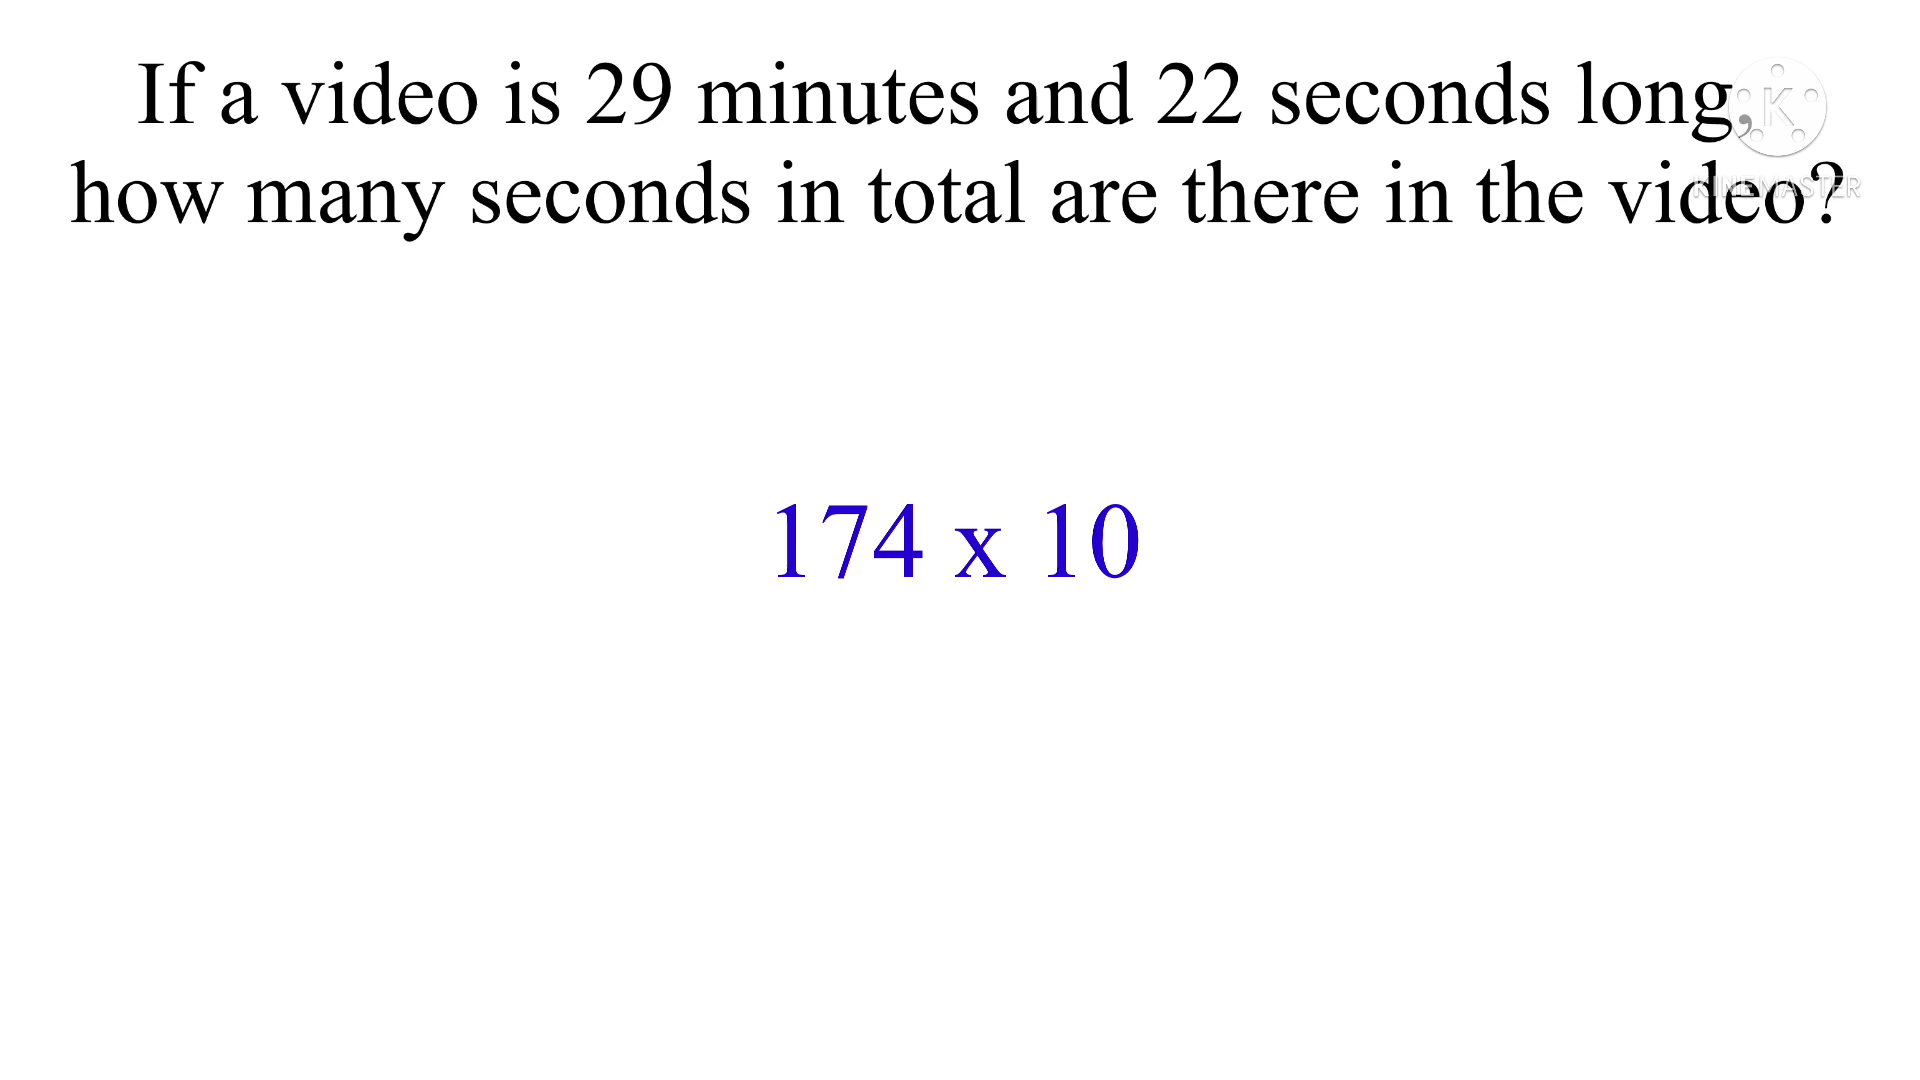 If a video is 29 minutes and 22 seconds long,
how many seconds in total are there in the video?
K
KINEMASTER
174 x 10